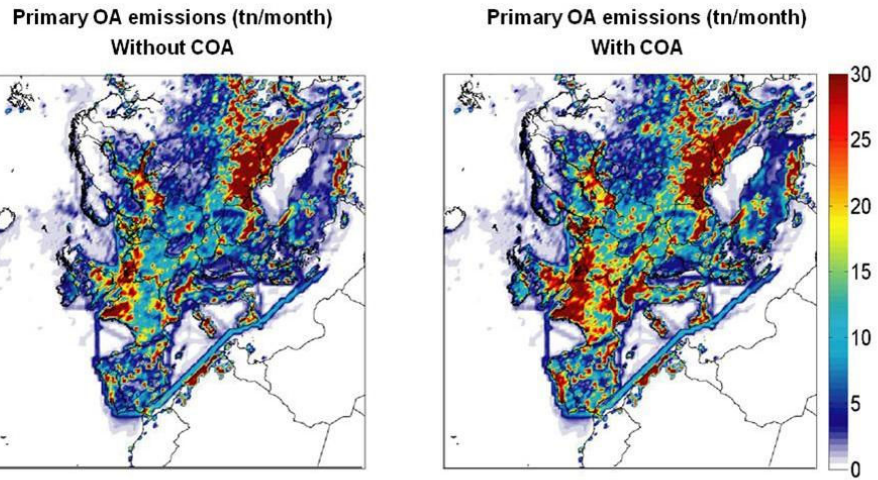 Primary OA emissions (tn/month)
Without COA
Primary OA emissions (tn/month)
With COA
30
25
20
15
10
5
0